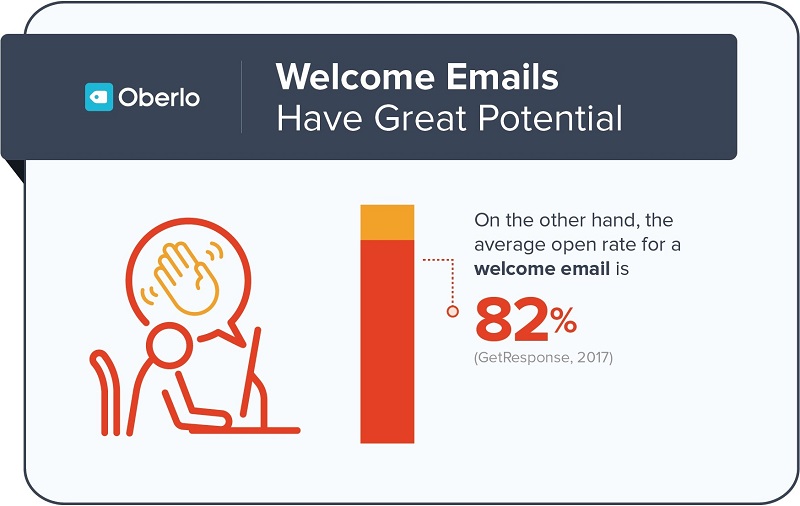 Oberlo
Welcome Emails
Have Great Potential
On the other hand, the
average open rate for a
welcome email is
82%
(GetResponse, 2017)